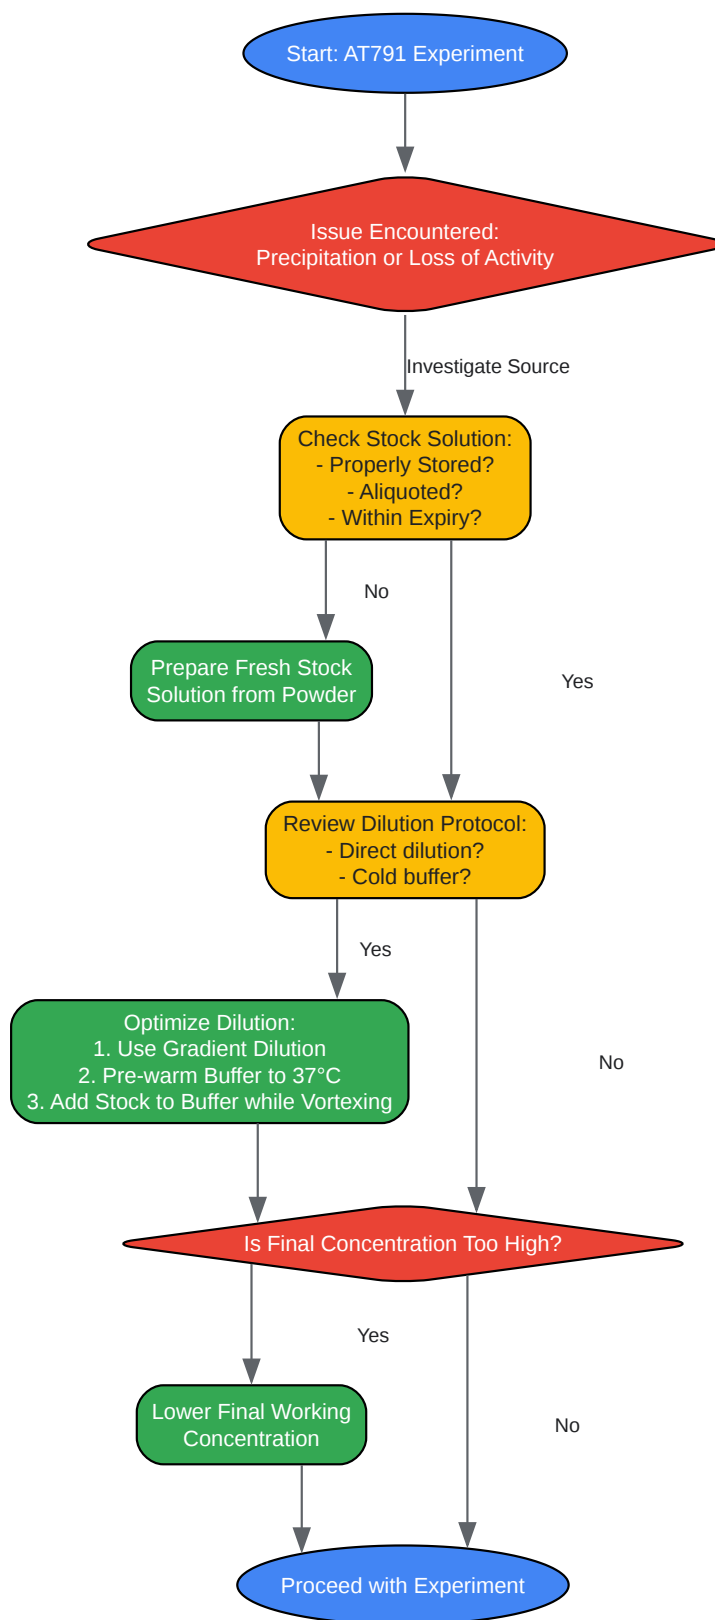 Start: AT791 Experiment
Issue Encountered:
Precipitation or Loss of Activity
Investigate Source
Check Stock Solution:
- Properly Stored?
- Aliquoted?
- Within Expiry?
No
Prepare Fresh Stock
Solution from Powder
Yes
Review Dilution Protocol:
- Direct dilution?
- Cold buffer?
Yes
Optimize Dilution:
1. Use Gradient Dilution
2. Pre-warm Buffer to 37°C
3. Add Stock to Buffer while Vortexing
No
Is Final Concentration Too High?
Yes
Lower Final Working
Concentration
No
Proceed with Experiment